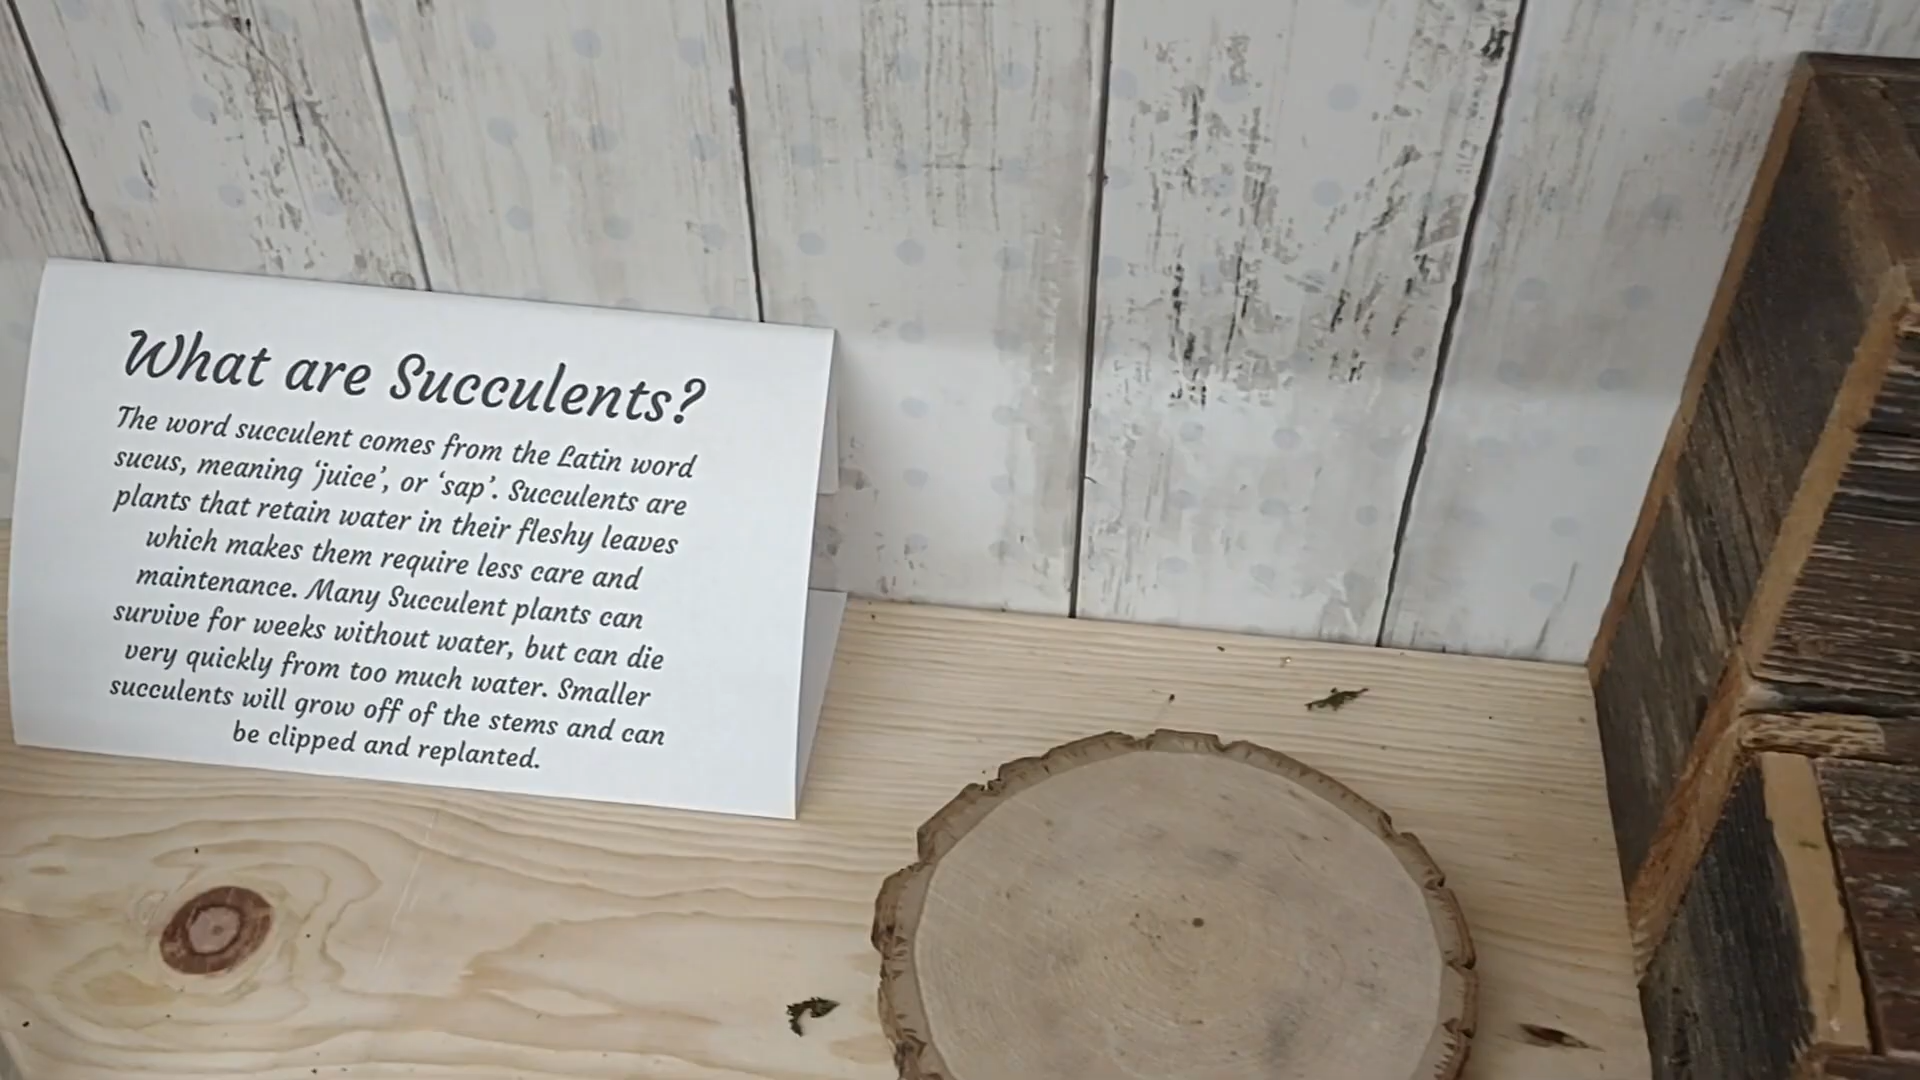 What are Succulents?
The word succulent comes from the Latin word
sucus, meaning ‘juice’, or ‘sap’. Succulents are
plants that retain water in their fleshy leaves
which makes them require less care and
maintenance. Many Succulent plants can
survive for weeks without water, but can die
very quickly from too much water. Smaller
succulents will grow off of the stems and can
be clipped and replanted.